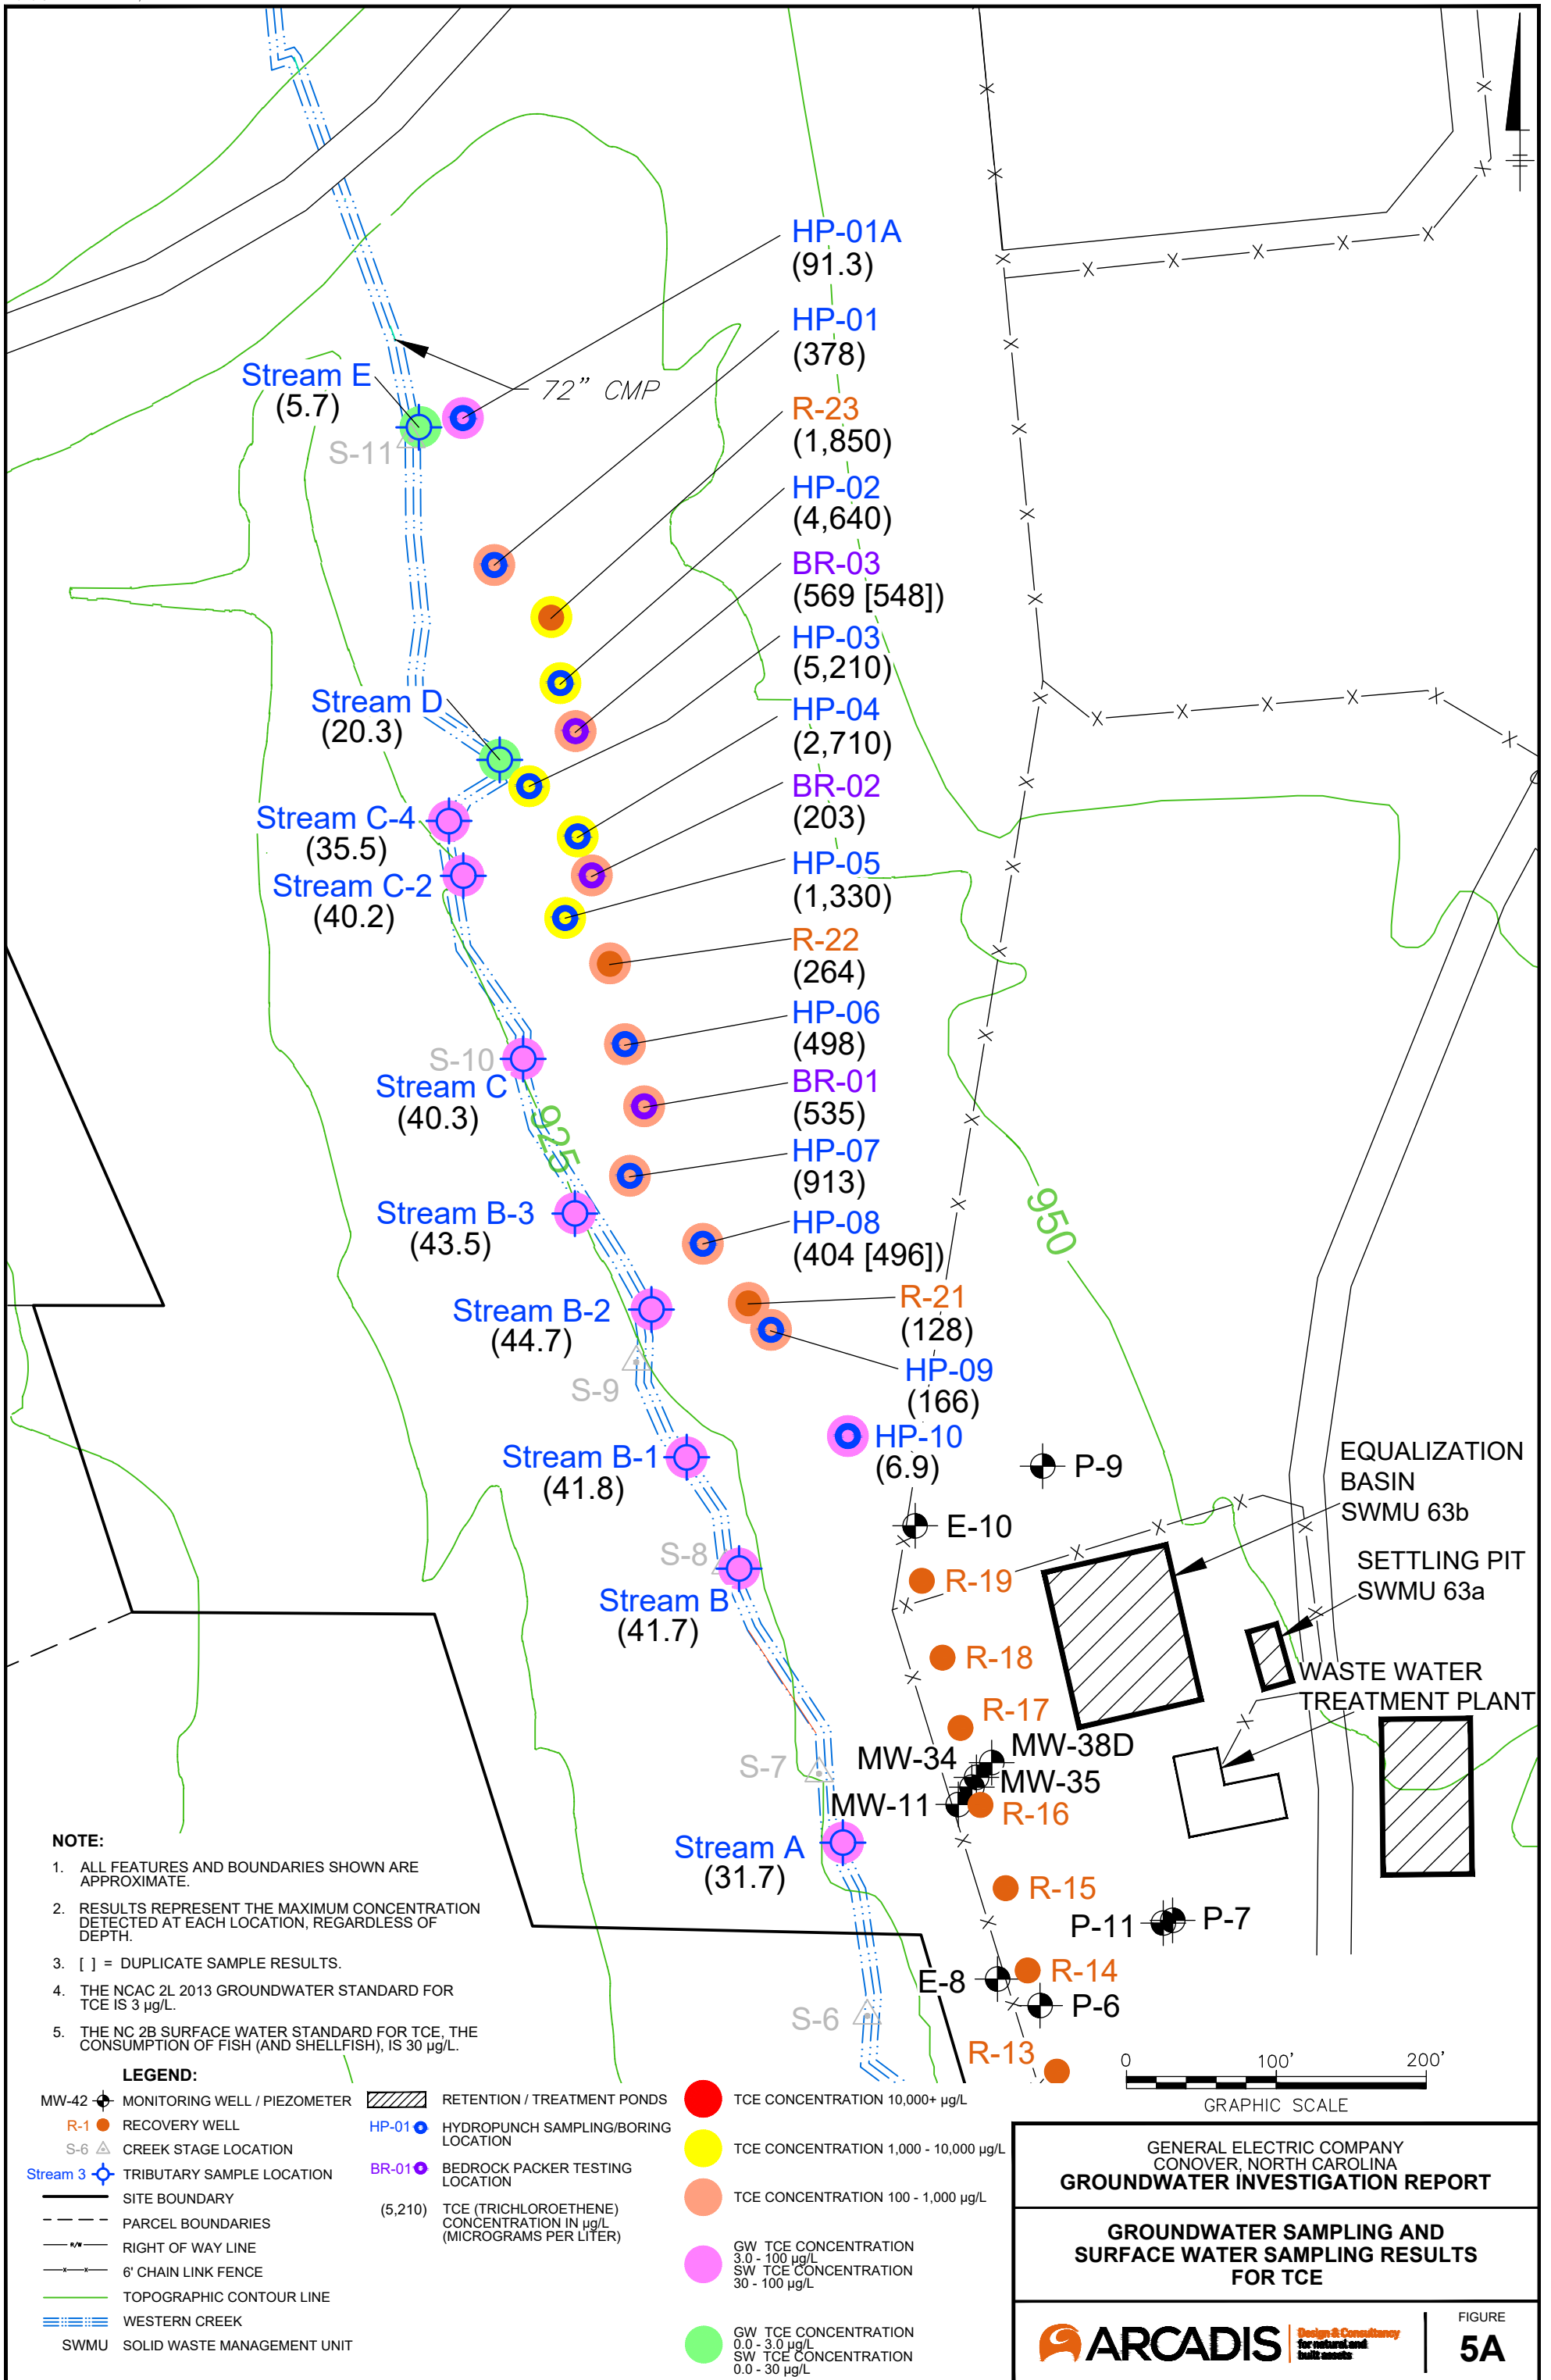 HP-01A
(91.3)
HP-01
(378)
Stream E
(5.7)
72” CMP
R-23
(1,850)
S-11
HP-02
(4,640)
BR-03
(569 [548])
HP-03
(5,210)
Stream D
(20.3)
HP-04
(2,710)
BR-02
(203)
Stream C-4
(35.5)
HP-05
(1,330)
Stream C-2
(40.2)
R-22
(264)
HP-06
(498)
S-10
Stream C
(40.3)
BR-01
(535)
925
HP-07
(913)
950
Stream B-3
(43.5)
HP-08
(404 [496])
R-21
(128)
Stream B-2
(44.7)
HP-09
(166)
S-9
HP-10
(6.9)
Stream B-1
(41.8)
P-9
EQUALIZATION
BASIN
SWMU 63b
E-10
S-8
R-19
SETTLING PIT
SWMU 63a
Stream B
(41.7)
R-18
WASTE WATER
TREATMENT PLANT
R-17
MW-34
MW-38D
S-7
MW-35
MW-11
R-16
Stream A
(31.7)
R-15
P-11
P-7
E-8
R-14
P-6
S-6
R-13
NOTE:
1. ALL FEATURES AND BOUNDARIES SHOWN ARE
APPROXIMATE.
2. RESULTS REPRESENT THE MAXIMUM CONCENTRATION
DETECTED AT EACH LOCATION, REGARDLESS OF
DEPTH.
3. [ ] = DUPLICATE SAMPLE RESULTS.
4. THE NCAC 2L 2013 GROUNDWATER STANDARD FOR
TCE IS 3 µg/L.
5. THE NC 2B SURFACE WATER STANDARD FOR TCE, THE
CONSUMPTION OF FISH (AND SHELLFISH), IS 30 µg/L.
LEGEND:
MW-42 MONITORING WELL / PIEZOMETER
R-1 RECOVERY WELL
S-6 CREEK STAGE LOCATION
Stream 3 TRIBUTARY SAMPLE LOCATION
SITE BOUNDARY
PARCEL BOUNDARIES
R/W RIGHT OF WAY LINE
x x 6' CHAIN LINK FENCE
TOPOGRAPHIC CONTOUR LINE
WESTERN CREEK
SWMU SOLID WASTE MANAGEMENT UNIT
RETENTION / TREATMENT PONDS
HP-01 HYDROPUNCH SAMPLING/BORING
LOCATION
BR-01 BEDROCK PACKER TESTING
LOCATION
(5,210) TCE (TRICHLOROETHENE)
CONCENTRATION IN µg/L
(MICROGRAMS PER LITER)
TCE CONCENTRATION 10,000+ µg/L
TCE CONCENTRATION 1,000 - 10,000 µg/L
TCE CONCENTRATION 100 - 1,000 µg/L
GW TCE CONCENTRATION
3.0 - 100 µg/L
SW TCE CONCENTRATION
30 - 100 µg/L
GW TCE CONCENTRATION
0.0 - 3.0 µg/L
SW TCE CONCENTRATION
0.0 - 30 µg/L
0 100' 200'
GRAPHIC SCALE
GENERAL ELECTRIC COMPANY
CONOVER, NORTH CAROLINA
GROUNDWATER INVESTIGATION REPORT
GROUNDWATER SAMPLING AND
SURFACE WATER SAMPLING RESULTS
FOR TCE
ARCADIS
Design & Consultancy
for natural and
built assets
FIGURE
5A